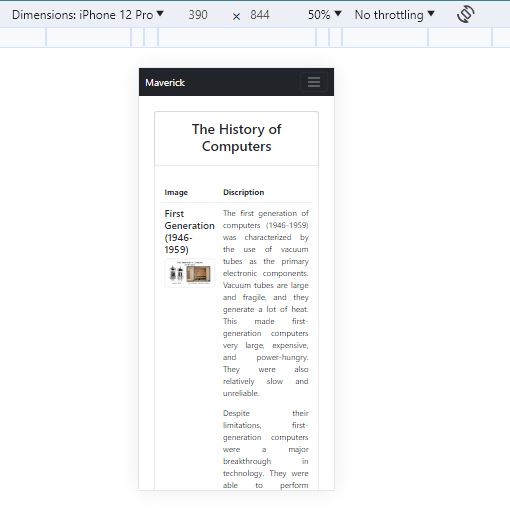 Dimensions: iPhone 12 Pro 390 × 844 50% No throttling
Maverick
The History of
Computers
Image Discription
First
Generation
(1946-
1959)
The first generation of
computers (1946-1959)
was characterized by
the use of vacuum
tubes as the primary
electronic components.
Vacuum tubes are large
and fragile, and they
generate a lot of heat.
This made first-
generation computers
very large, expensive,
and power-hungry.
They were also
relatively slow and
unreliable.
Despite their
limitations, first-
generation computers
were a major
breakthrough in
technology. They were
able to perform